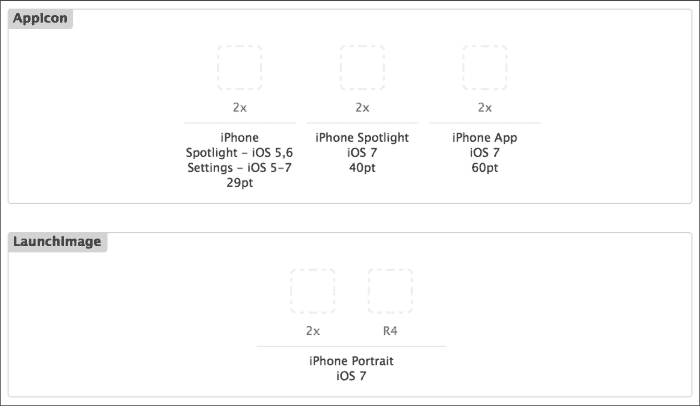 AppIcon
2x
2x
2x
iPhone
Spotlight - iOS 5,6
Settings - iOS 5-7
29pt
iPhone Spotlight
iOS 7
40pt
iPhone App
iOS 7
60pt
LaunchImage
2x
R4
iPhone Portrait
iOS 7